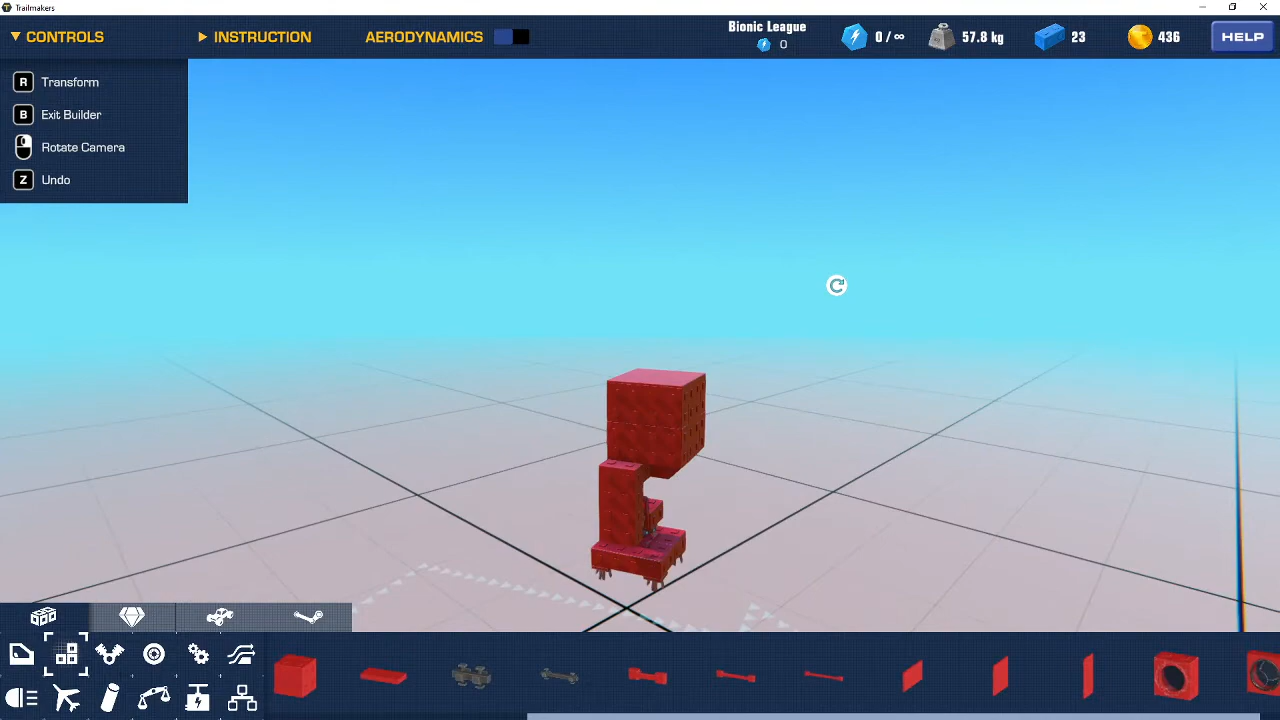 Trailmakers
CONTROLS
INSTRUCTION
AERODYNAMICS
Bionic League
0
0 / ∞
57.8 kg
23
436
HELP
R Transform
B Exit Builder
Rotate Camera
Z Undo